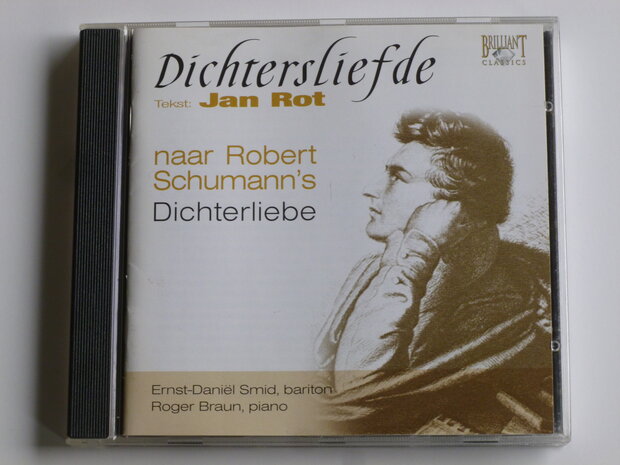 Dichtersliefde
Tekst: Jan Rot
BRILLIANT
CLASSICS
naar Robert
Schumann's
Dichterliebe
Ernst-Daniël Smid, bariton
Roger Braun, piano